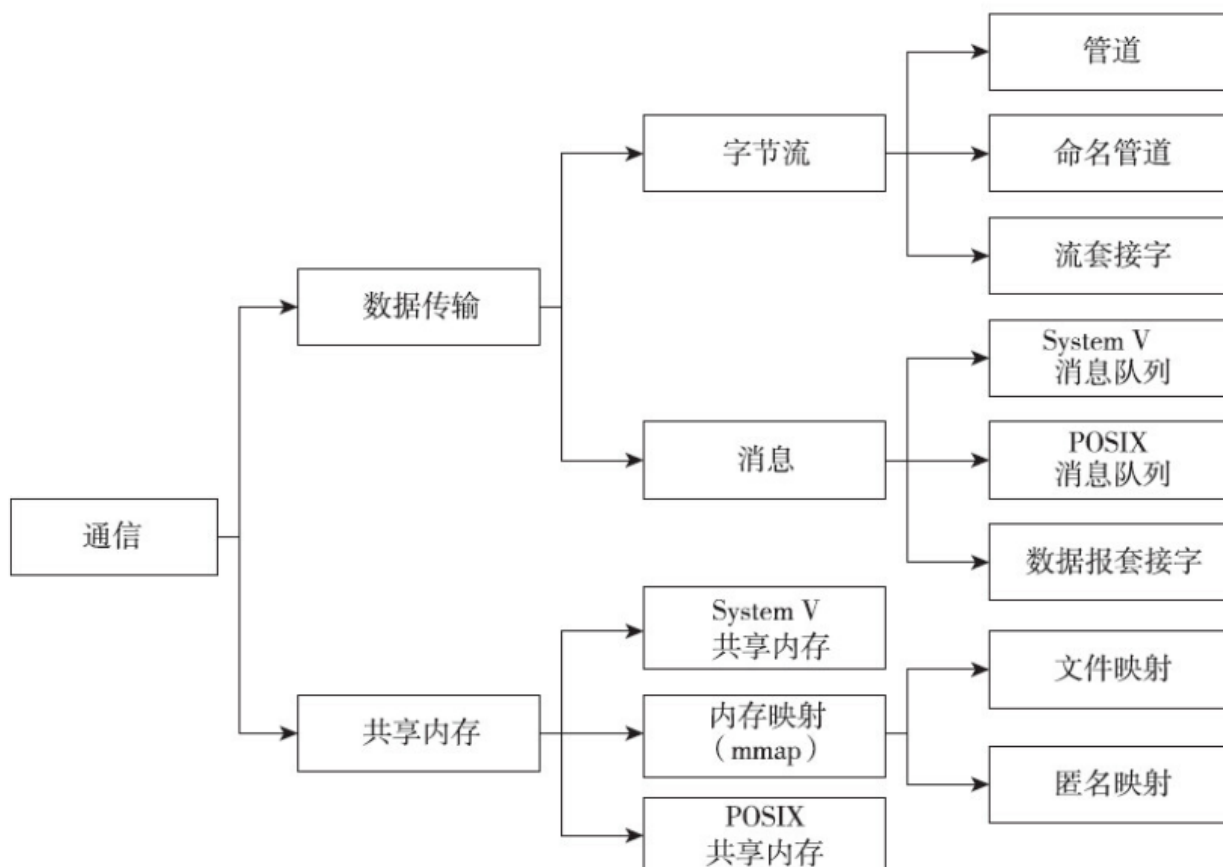 管道
字节流
命名管道
流套接字
数据传输
System V
消息队列
消息
POSIX
消息队列
通信
数据报套接字
System V
共享内存
文件映射
共享内存
内存映射
（mmap）
匿名映射
POSIX
共享内存